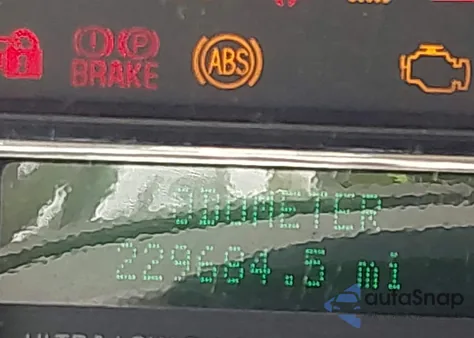 BRAKE
ABS
ODOMETER
229684.5 mi
autoSnap